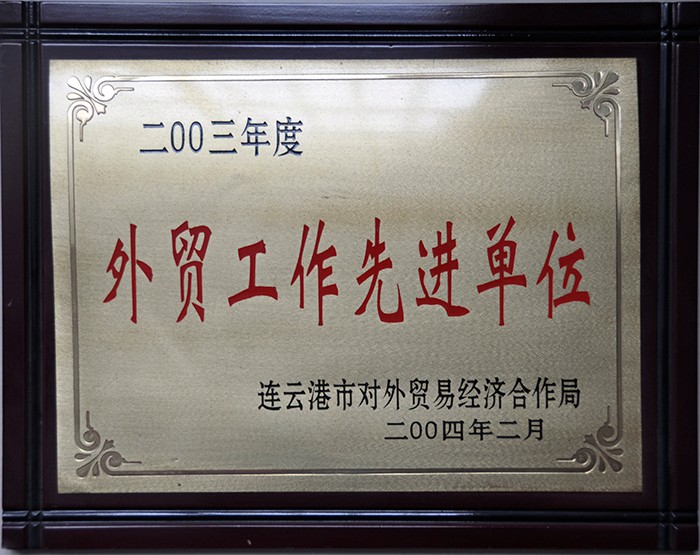 二00三年度
外贸工作先进单位
连云港市对外贸易经济合作局
二00四年二月